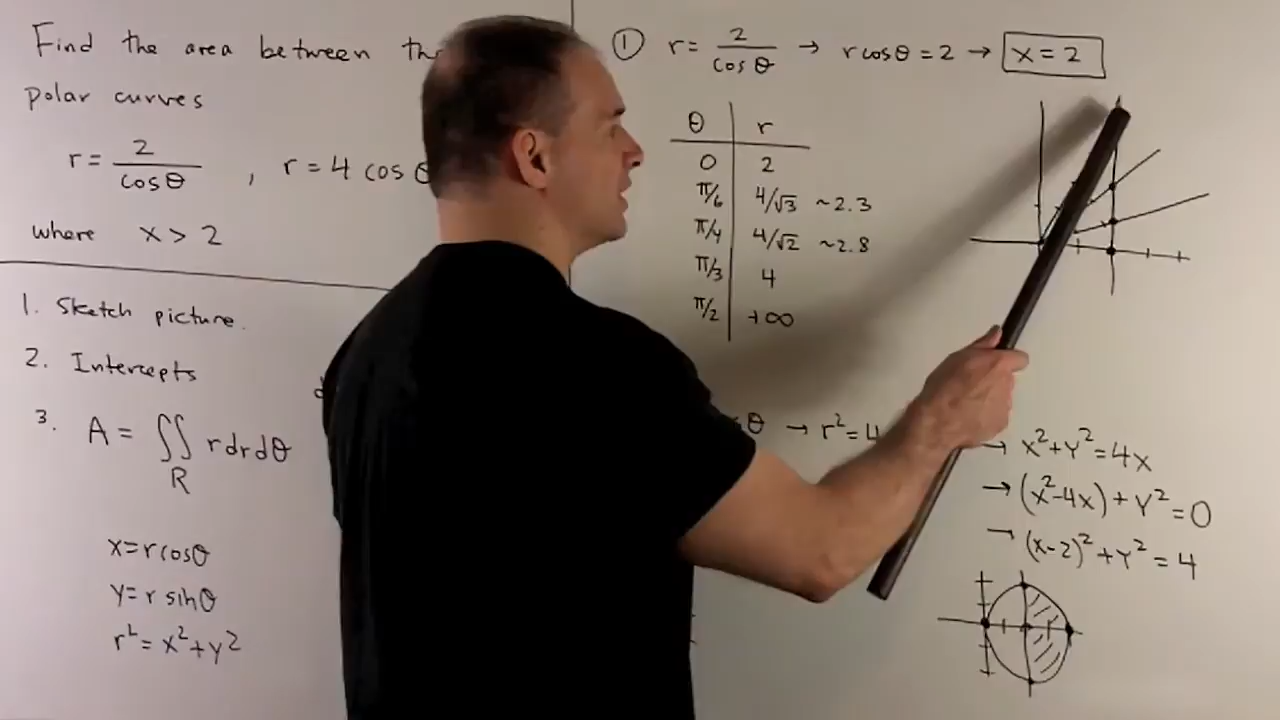 Find the area between
polar curves
r = 2/cosθ , r = 4 cos
where x > 2
1. Sketch picture.
2. Intercepts
3. A = ∬_R r dr dθ
x = r cosθ
y = r sinθ
r² = x² + y²
① r = 2/cosθ → r cosθ = 2 → x = 2
θ r
0 2
π/6 4/√3 ~2.3
π/4 4/√2 ~2.8
π/3 4
π/2 +∞
θ → r² = 4
→ x² + y² = 4x
→ (x² - 4x) + y² = 0
→ (x-2)² + y² = 4